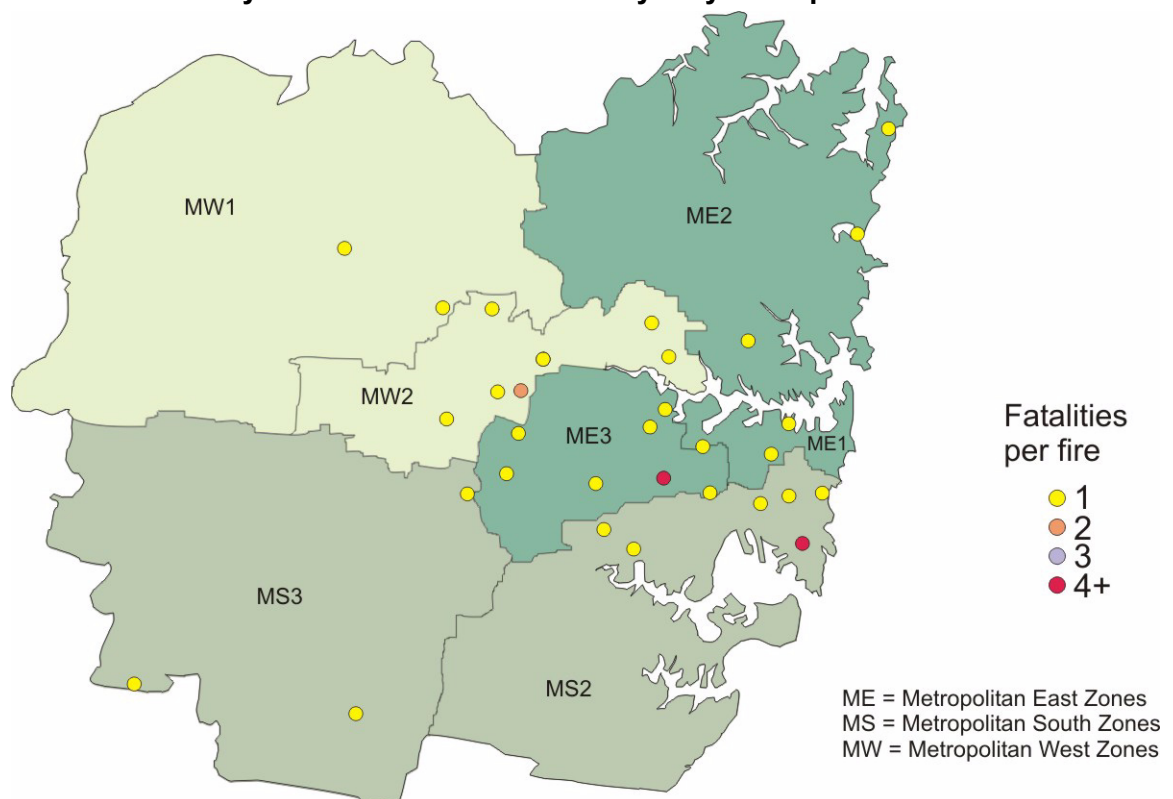 MW1
ME2
MW2
ME3
ME1
MS3
MS2
Fatalities
per fire
1
2
3
4+
ME = Metropolitan East Zones
MS = Metropolitan South Zones
MW = Metropolitan West Zones